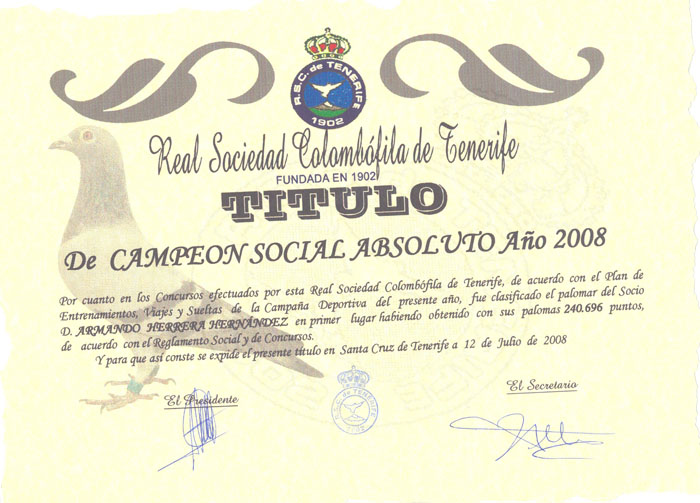 R.S.C. de TENERIFE
1902
Real Sociedad Colombófila de Tenerife
FUNDADA EN 1902
TITULO
De CAMPEON SOCIAL ABSOLUTO Año 2008
Por cuanto en los Concursos efectuados por esta Real Sociedad Colombófila de Tenerife, de acuerdo con el Plan de
Entrenamientos, Viajes y Sueltas de la Campaña Deportiva del presente año, fue clasificado el palomar del Socio
D. ARMANDO HERRERA HERNÁNDEZ en primer lugar habiendo obtenido con sus palomas 240.696 puntos,
de acuerdo con el Reglamento Social y de Concursos.
Y para que así conste se expide el presente título en Santa Cruz de Tenerife a 12 de Julio de 2008
El Presidente
El Secretario
R.S.C. de TENERIFE
1902